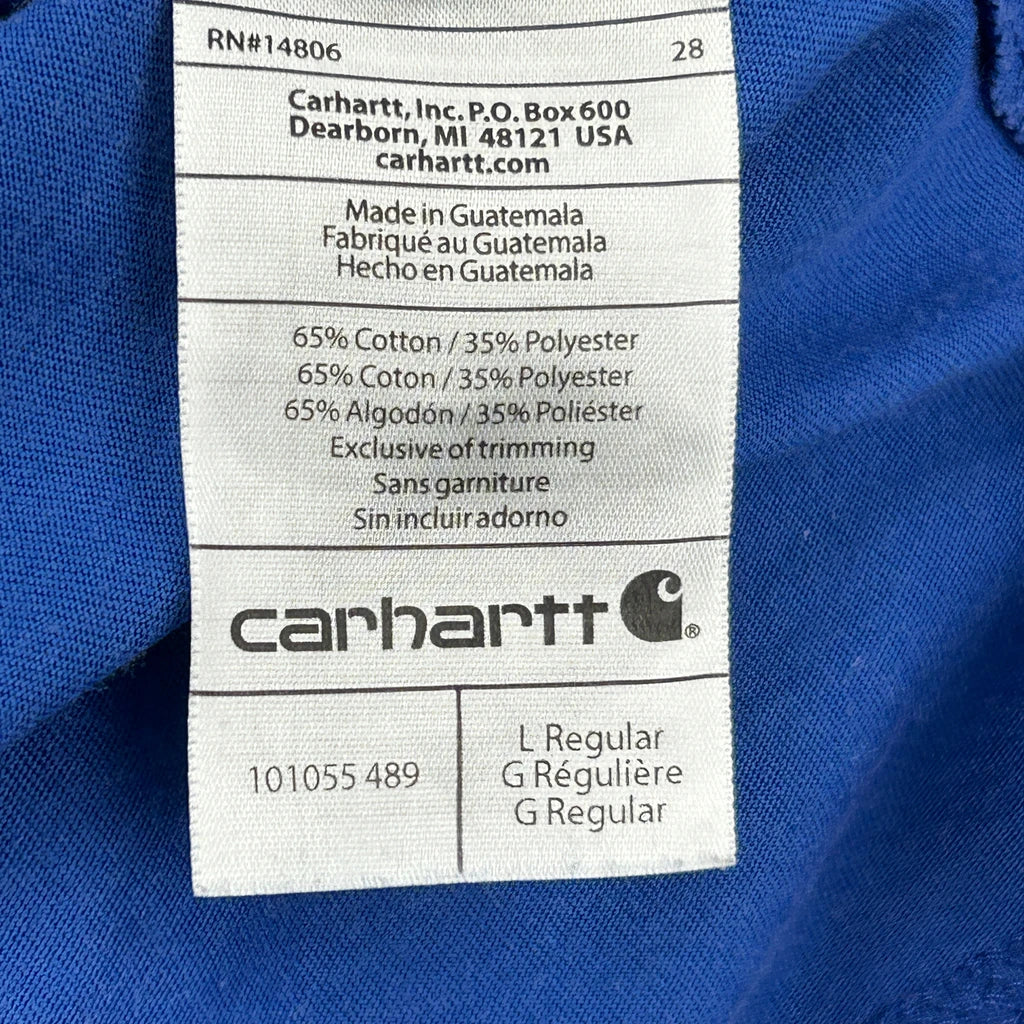 RN#14806 28
Carhartt, Inc. P.O. Box 600
Dearborn, MI 48121 USA
carhartt.com
Made in Guatemala
Fabriqué au Guatemala
Hecho en Guatemala
65% Cotton / 35% Polyester
65% Coton / 35% Polyester
65% Algodón / 35% Poliéster
Exclusive of trimming
Sans garniture
Sin incluir adorno
carhartt ®
101055 489
L Regular
G Régulière
G Regular